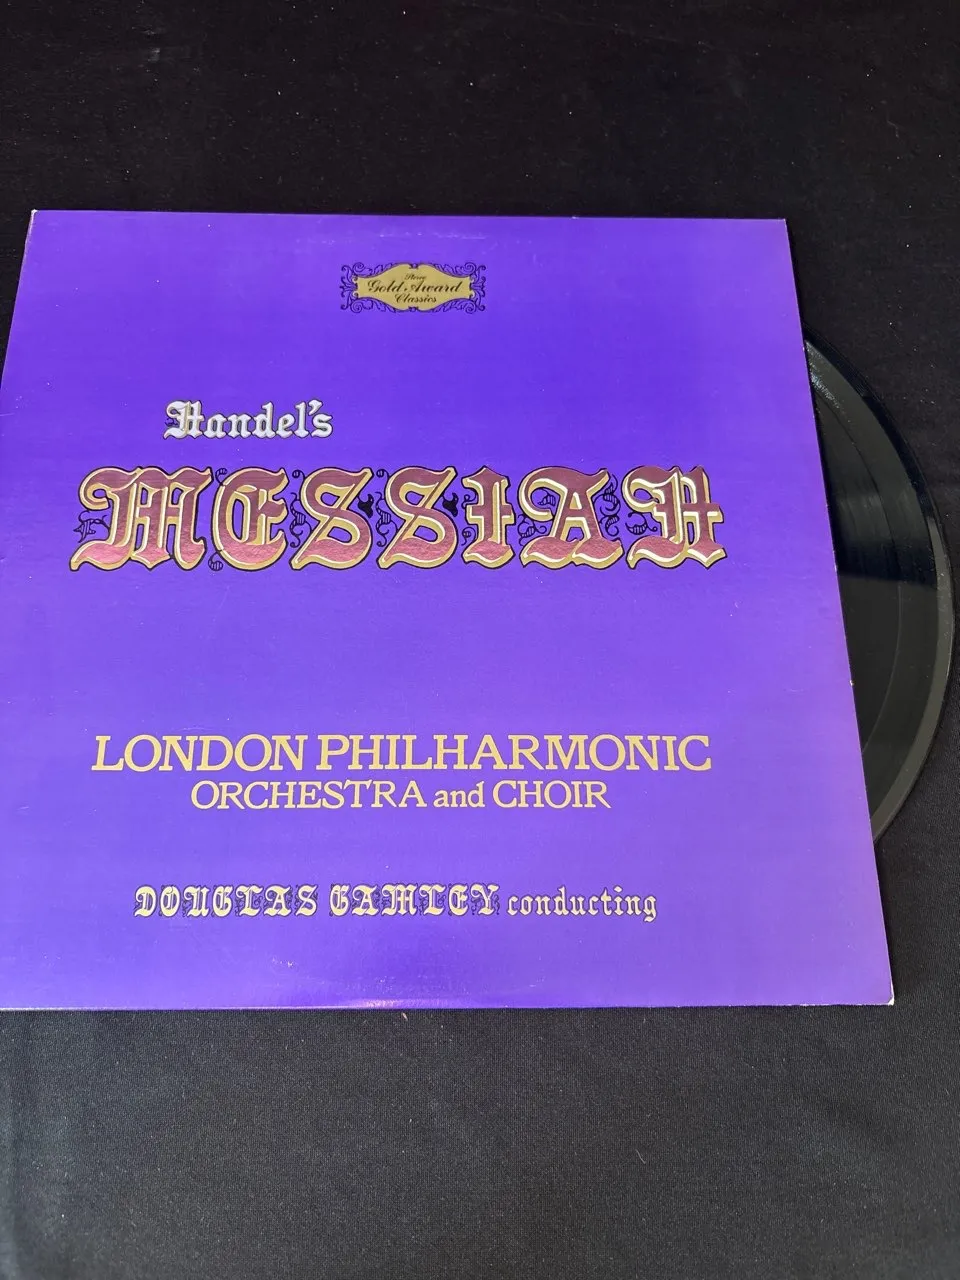 Stereo
Gold Award
Classics
Handel's
MESSIAH
LONDON PHILHARMONIC
ORCHESTRA and CHOIR
DOUGLAS GAMLEY conducting